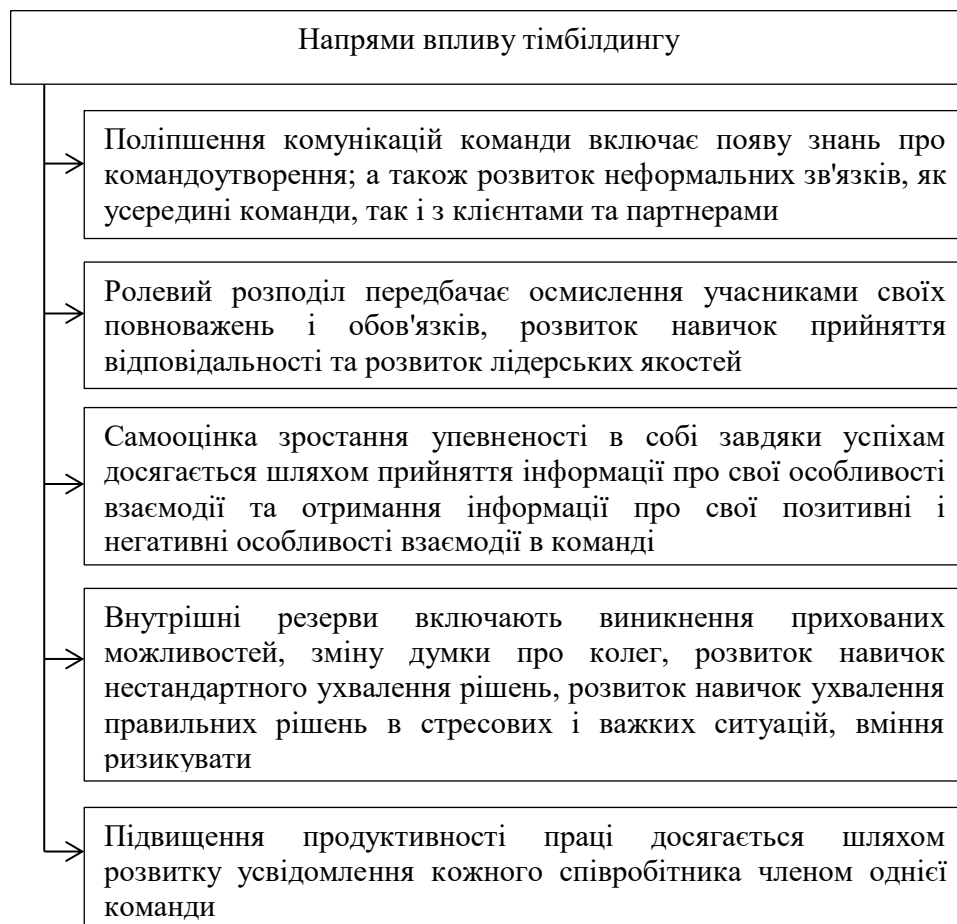 Напрями впливу тімбілдингу
Поліпшення комунікацій команди включає появу знань про
командоутворення; а також розвиток неформальних зв'язків, як
усередині команди, так і з клієнтами та партнерами
Ролевий розподіл передбачає осмислення учасниками своїх
повноважень і обов'язків, розвиток навичок прийняття
відповідальності та розвиток лідерських якостей
Самооцінка зростання упевненості в собі завдяки успіхам
досягається шляхом прийняття інформації про свої особливості
взаємодії та отримання інформації про свої позитивні і
негативні особливості взаємодії в команді
Внутрішні резерви включають виникнення прихованих
можливостей, зміну думки про колег, розвиток навичок
нестандартного ухвалення рішень, розвиток навичок ухвалення
правильних рішень в стресових і важких ситуацій, вміння
ризикувати
Підвищення продуктивності праці досягається шляхом
розвитку усвідомлення кожного співробітника членом однієї
команди